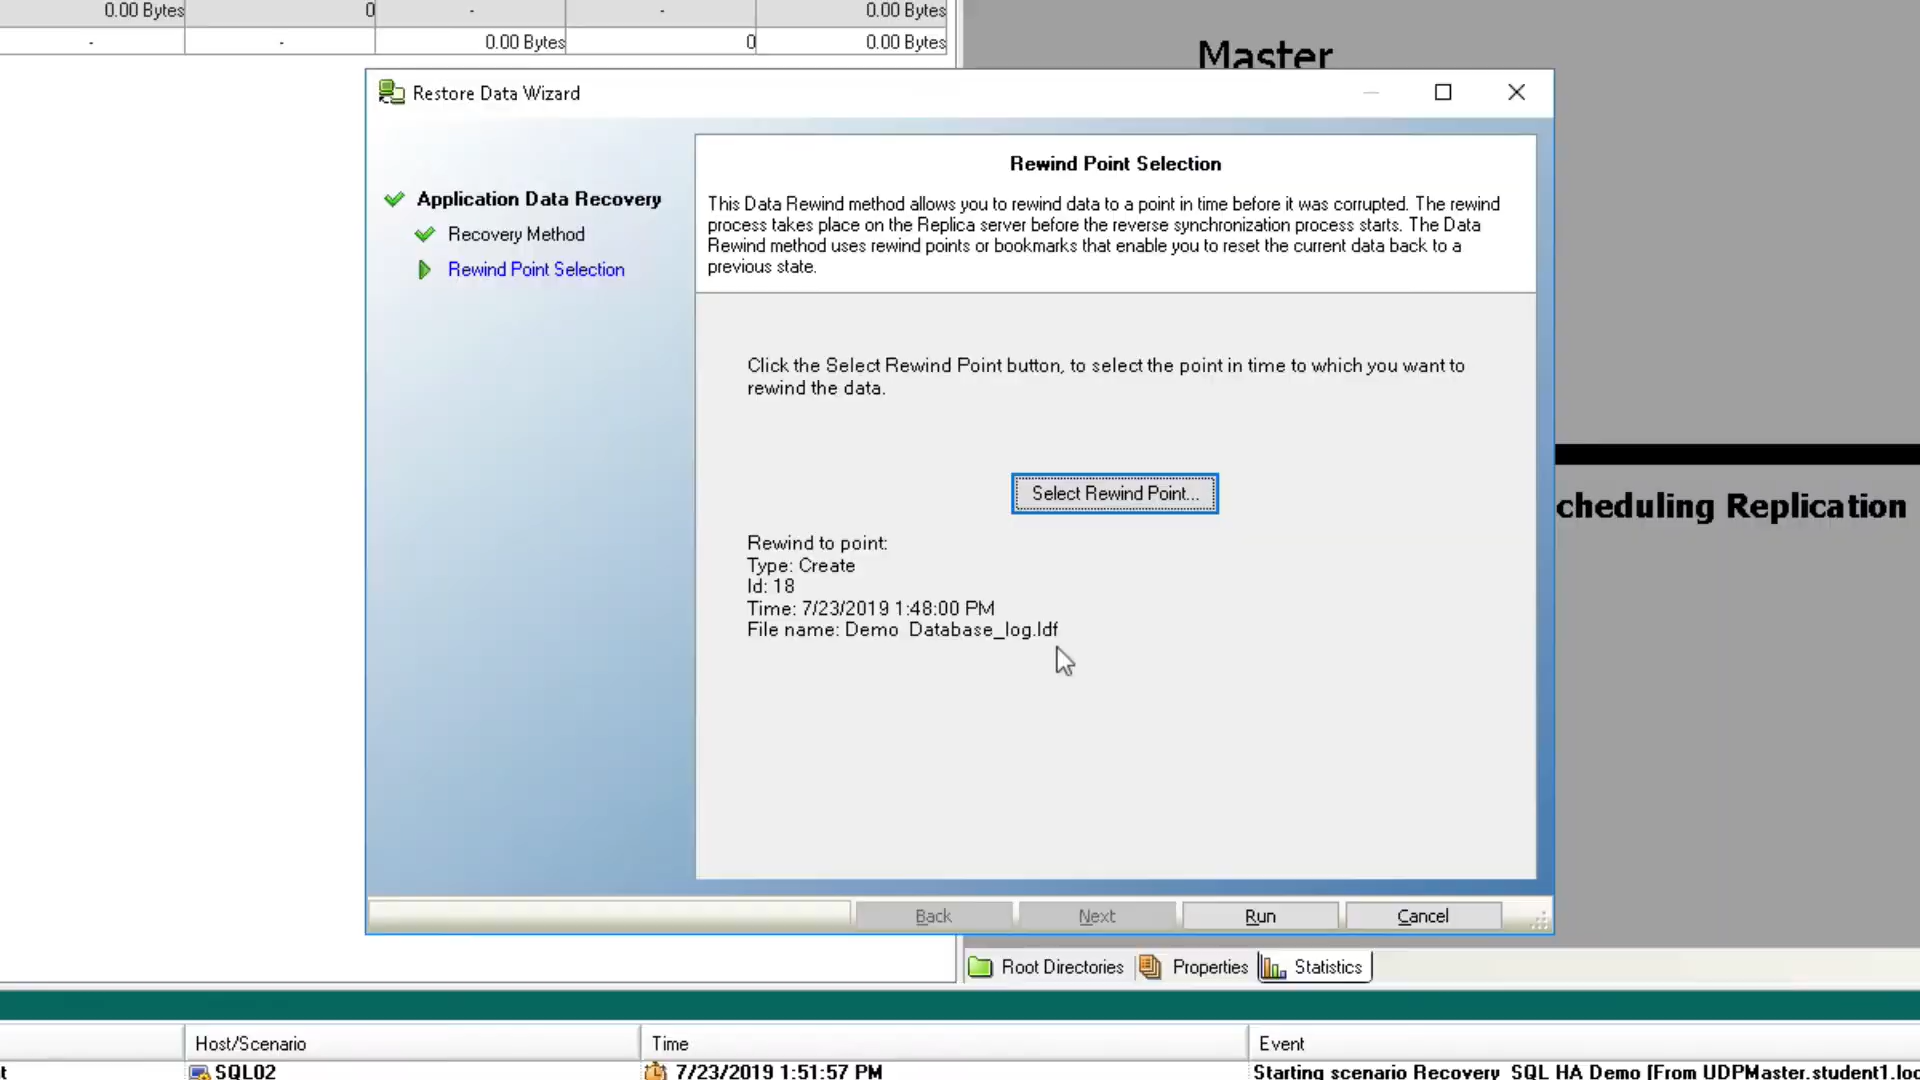 0.00 Bytes 0 - - 0.00 Bytes
- - 0.00 Bytes 0 0.00 Bytes
Master
Restore Data Wizard
Application Data Recovery
Recovery Method
Rewind Point Selection
Rewind Point Selection
This Data Rewind method allows you to rewind data to a point in time before it was corrupted. The rewind
process takes place on the Replica server before the reverse synchronization process starts. The Data
Rewind method uses rewind points or bookmarks that enable you to reset the current data back to a
previous state.
Click the Select Rewind Point button, to select the point in time to which you want to
rewind the data.
Select Rewind Point...
Rewind to point:
Type: Create
Id: 18
Time: 7/23/2019 1:48:00 PM
File name: Demo Database_log.ldf
cheduling Replication
Back Next Run Cancel
Root Directories Properties Statistics
Host/Scenario Time Event
t SQL02 7/23/2019 1:51:57 PM Starting scenario Recovery_SQL HA Demo [From UDPMaster.student1.loc